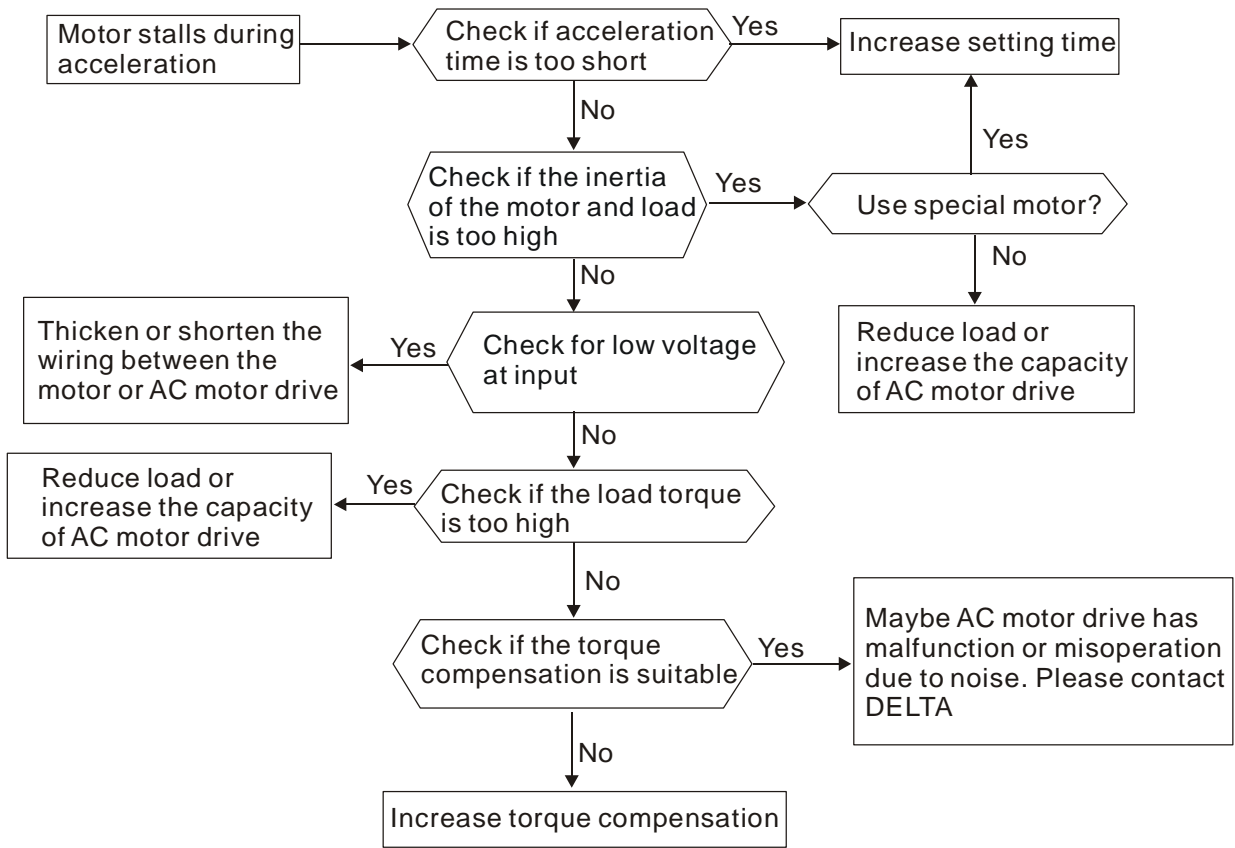 Motor stalls during
acceleration
Check if acceleration
time is too short
Yes
Increase setting time
No
Yes
Check if the inertia
of the motor and load
is too high
Yes
Use special motor?
No
No
Thicken or shorten the
wiring between the
motor or AC motor drive
Yes
Check for low voltage
at input
Reduce load or
increase the capacity
of AC motor drive
No
Reduce load or
increase the capacity
of AC motor drive
Yes
Check if the load torque
is too high
No
Check if the torque
compensation is suitable
Yes
Maybe AC motor drive has
malfunction or misoperation
due to noise. Please contact
DELTA
No
Increase torque compensation